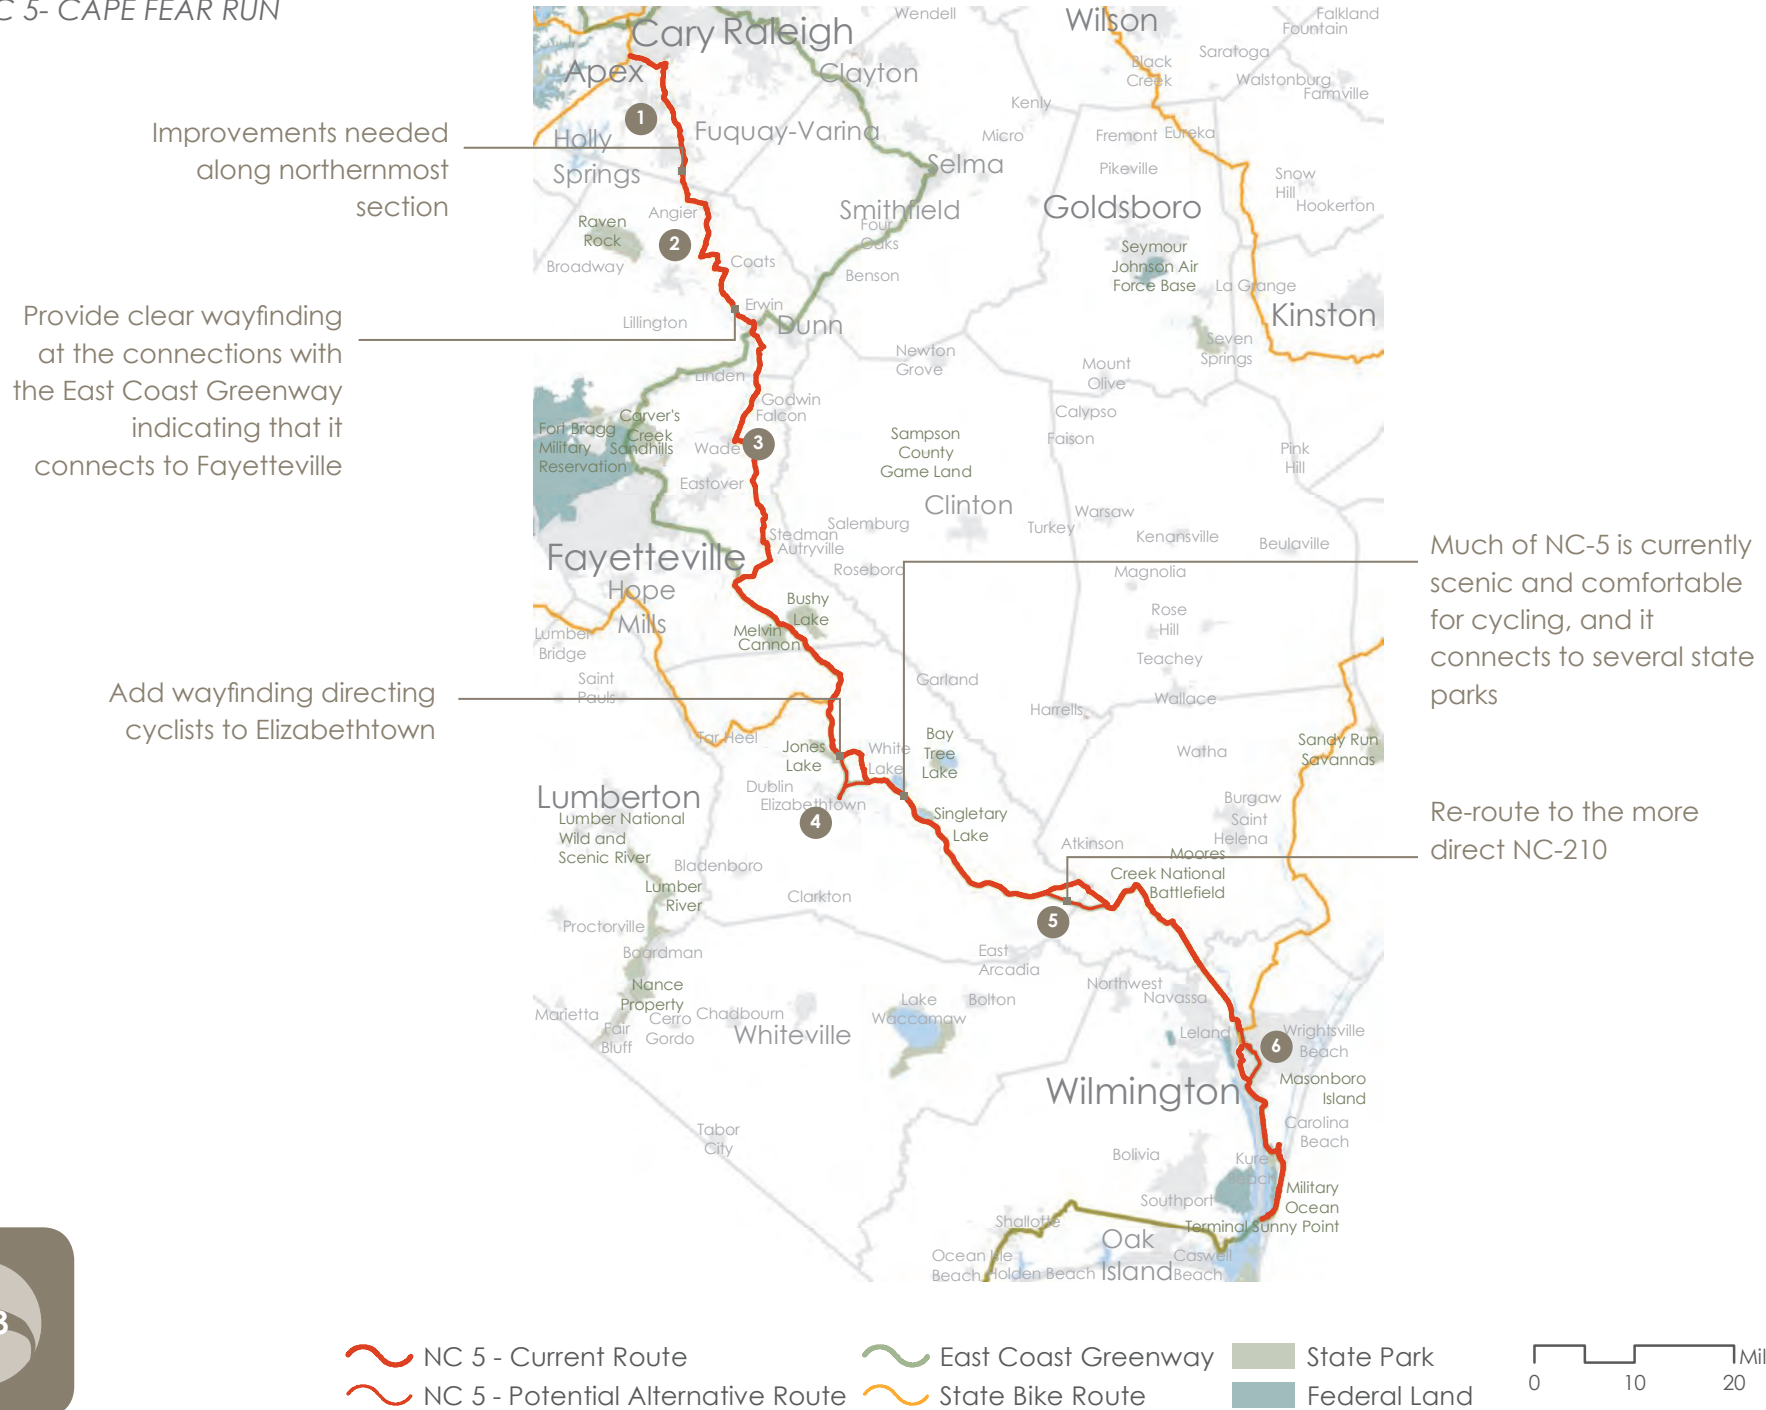 C 5- CAPE FEAR RUN
Improvements needed
along northernmost
section
Provide clear wayfinding
at the connections with
the East Coast Greenway
indicating that it
connects to Fayetteville
Add wayfinding directing
cyclists to Elizabethtown
Much of NC-5 is currently
scenic and comfortable
for cycling, and it
connects to several state
parks
Re-route to the more
direct NC-210
Cary Raleigh
Wendell
Wilson
Falkland
Fountain
Apex
Clayton
Black
Creek
Saratoga
Walstonburg
Farmville
Kenly
1
Holly
Springs
Fuquay-Varina
Micro
Fremont
Eureka
Selma
Pikeville
Snow
Hill
Hookerton
Angier
Smithfield
Goldsboro
Raven
Rock
2
Four
Oaks
Seymour
Johnson Air
Force Base
Broadway
Coats
Benson
La Grange
Erwin
Lillington
Dunn
Kinston
Newton
Grove
Seven
Springs
Mount
Olive
Linden
Godwin
Falcon
Calypso
Carver's
Creek
Sandhills
Fort Bragg
Military
Reservation
Wade
3
Sampson
County
Game Land
Faison
Pink
Hill
Eastover
Clinton
Warsaw
Salemburg
Turkey
Kenansville
Stedman
Autryville
Beulaville
Fayetteville
Roseboro
Magnolia
Hope
Mills
Bushy
Lake
Rose
Hill
Lumber
Bridge
Melvin
Cannon
Teachey
Saint
Pauls
Garland
Wallace
Harrells
Tar Heel
Jones
Lake
White
Lake
Bay
Tree
Lake
Watha
Sandy Run
Savannas
Dublin
Lumberton
Elizabethtown
Burgaw
4
Singletary
Lake
Saint
Helena
Lumber National
Wild and
Scenic River
Atkinson
Moores
Creek National
Battlefield
Bladenboro
Lumber
River
Clarkton
5
Proctorville
Boardman
East
Arcadia
Nance
Property
Northwest
Navassa
Lake
Waccamaw
Bolton
Marietta
Cerro
Gordo
Chadbourn
Fair
Bluff
Whiteville
Leland
Wrightsville
Beach
6
Wilmington
Masonboro
Island
Tabor
City
Carolina
Beach
Bolivia
Kure
Beach
Southport
Military
Ocean
Terminal Sunny Point
Shallotte
Oak
Island
Ocean Isle
Beach
Holden Beach
Caswell
Beach
3
NC 5 - Current Route
NC 5 - Potential Alternative Route
East Coast Greenway
State Bike Route
State Park
Federal Land
Mil
0 10 20